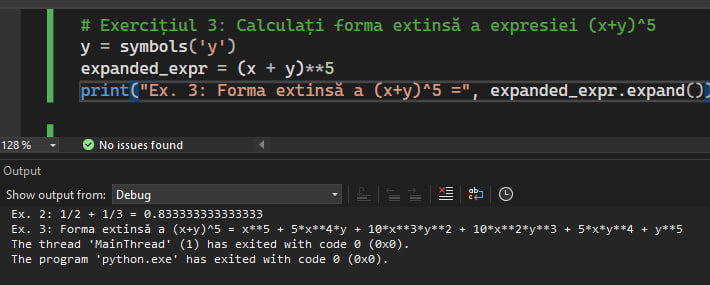 # Exercițiul 3: Calculați forma extinsă a expresiei (x+y)^5
y = symbols('y')
expanded_expr = (x + y)**5
print("Ex. 3: Forma extinsă a (x+y)^5 =", expanded_expr.expand())
128 %
No issues found
Output
Show output from: Debug
Ex. 2: 1/2 + 1/3 = 0.833333333333333
Ex. 3: Forma extinsă a (x+y)^5 = x**5 + 5*x**4*y + 10*x**3*y**2 + 10*x**2*y**3 + 5*x*y**4 + y**5
The thread 'MainThread' (1) has exited with code 0 (0x0).
The program 'python.exe' has exited with code 0 (0x0).